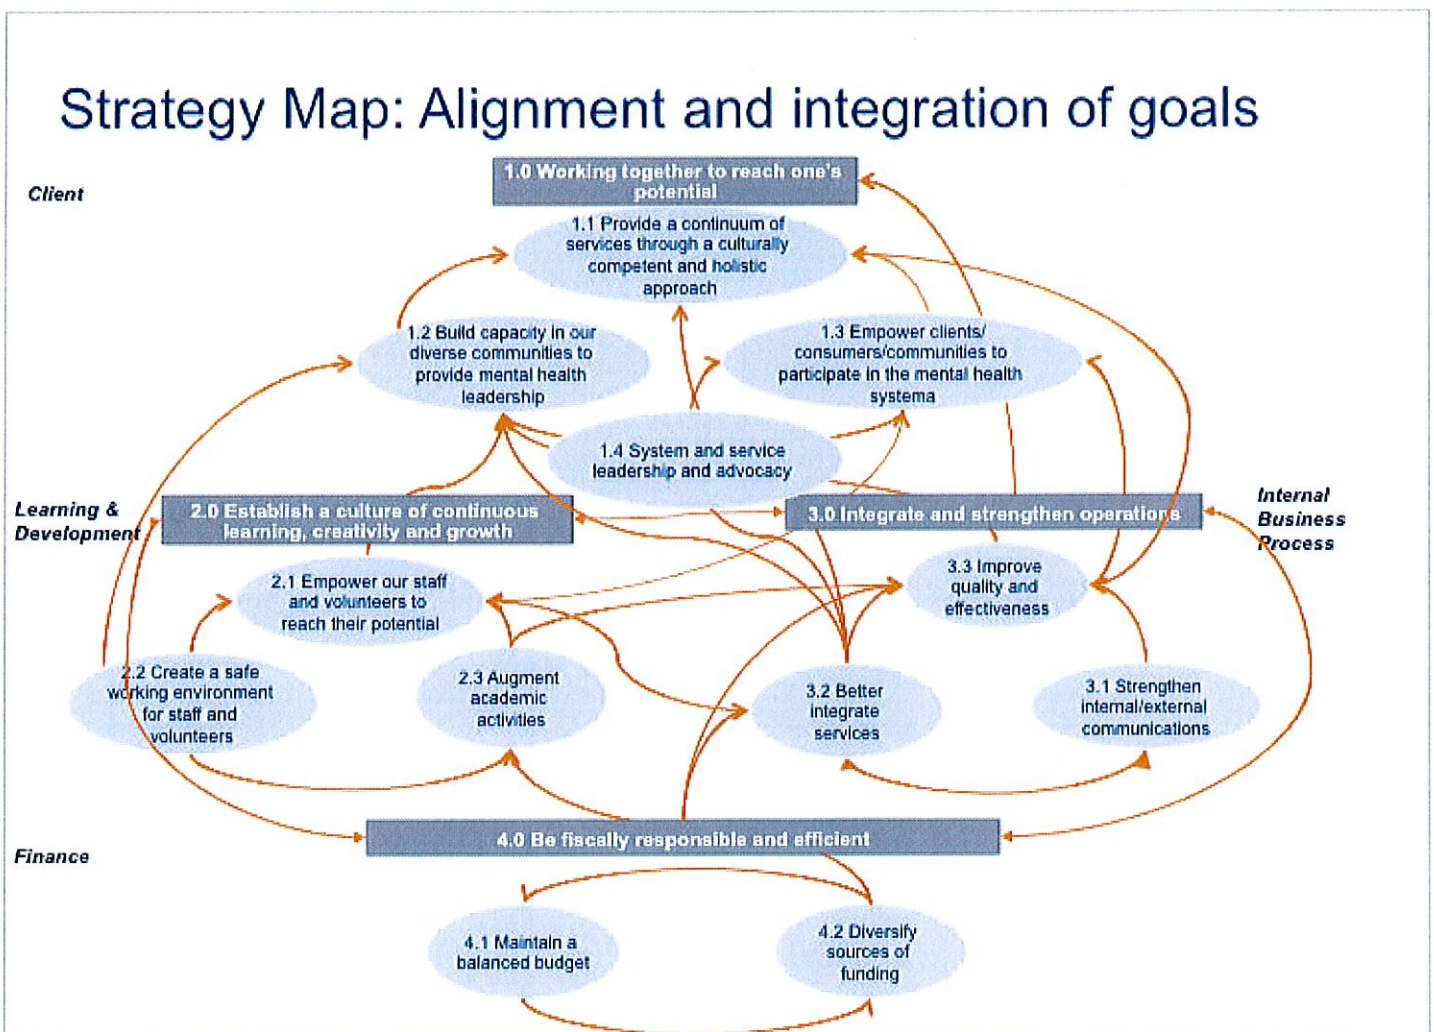 Strategy Map: Alignment and integration of goals
Client
1.0 Working together to reach one's
potential
1.1 Provide a continuum of
services through a culturally
competent and holistic
approach
1.2 Build capacity in our
diverse communities to
provide mental health
leadership
1.3 Empower clients/
consumers/communities to
participate in the mental health
systema
1.4 System and service
leadership and advocacy
Learning &
Development
2.0 Establish a culture of continuous
learning, creativity and growth
3.0 Integrate and strengthen operations
Internal
Business
Process
2.1 Empower our staff
and volunteers to
reach their potential
3.3 Improve
quality and
effectiveness
2.2 Create a safe
working environment
for staff and
volunteers
2.3 Augment
academic
activities
3.2 Better
integrate
services
3.1 Strengthen
internal/external
communications
4.0 Be fiscally responsible and efficient
Finance
4.1 Maintain a
balanced budget
4.2 Diversify
sources of
funding